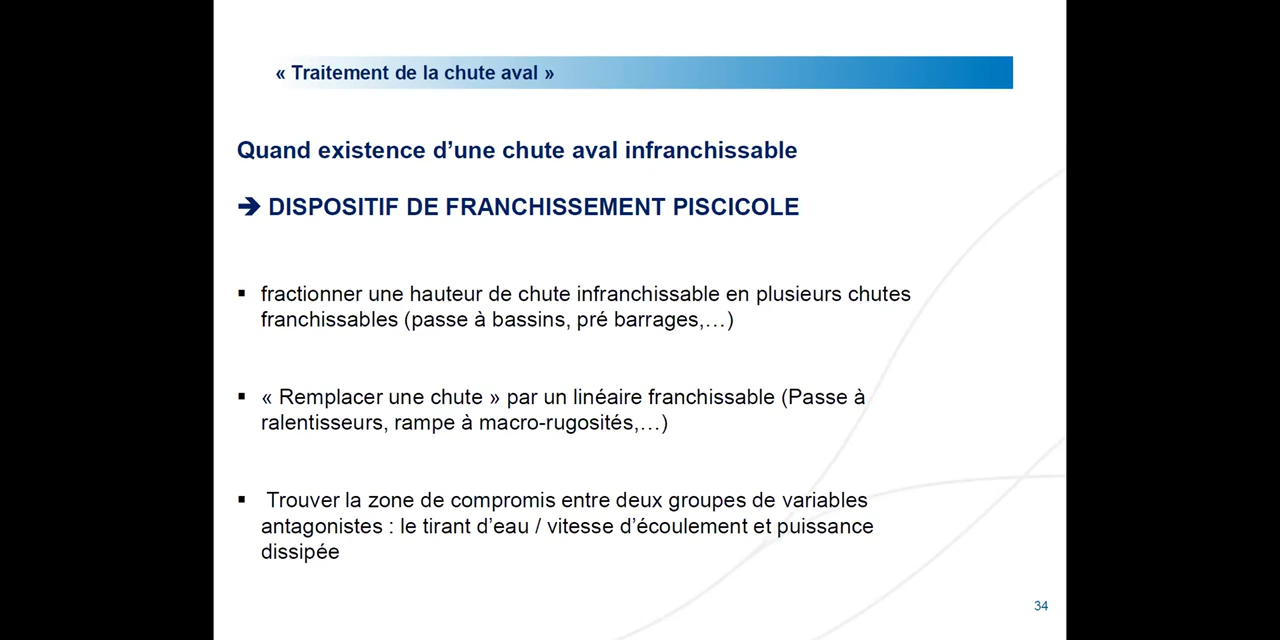 « Traitement de la chute aval »
Quand existence d’une chute aval infranchissable
➔ DISPOSITIF DE FRANCHISSEMENT PISCICOLE
▪ fractionner une hauteur de chute infranchissable en plusieurs chutes
franchissables (passe à bassins, pré barrages,…)
▪ « Remplacer une chute » par un linéaire franchissable (Passe à
ralentisseurs, rampe à macro-rugosités,…)
▪ Trouver la zone de compromis entre deux groupes de variables
antagonistes : le tirant d’eau / vitesse d’écoulement et puissance
dissipée
34